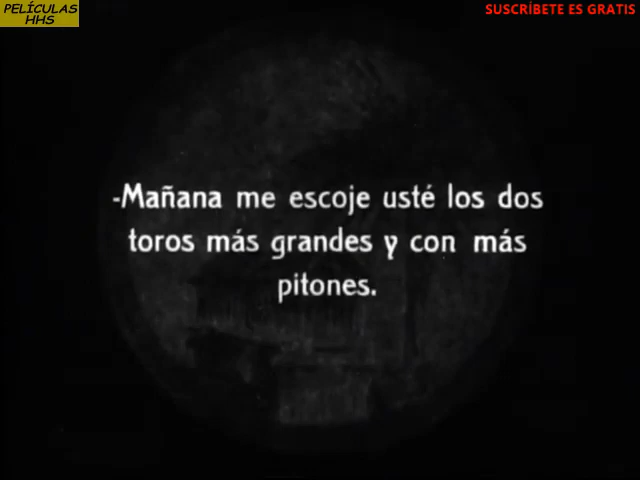 PELÍCULAS
HHS
SUSCRÍBETE ES GRATIS
-Mañana me escoje usté los dos
toros más grandes y con más
pitones.